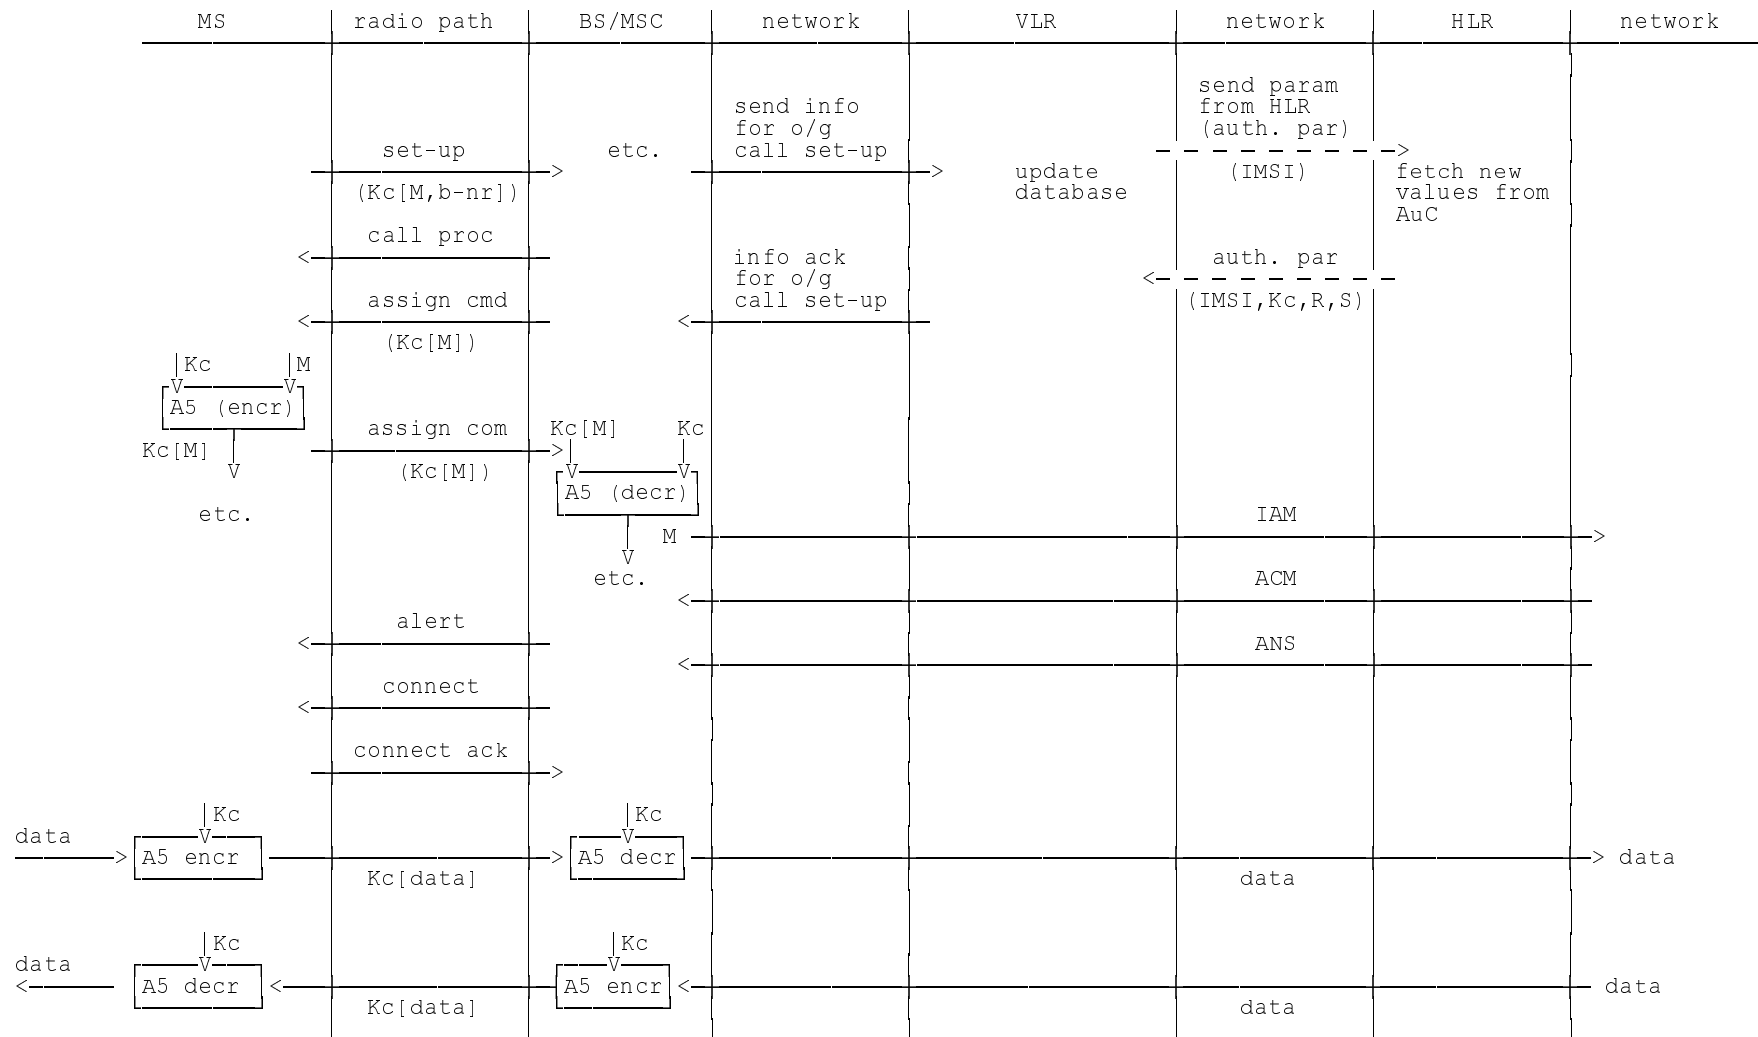 MS radio path BS/MSC network VLR network HLR network
send param
send info from HLR
for o/g (auth. par)
set-up etc. call set-up
update (IMSI) fetch new
(Kc[M,b-nr]) database values from
AuC
call proc
info ack auth. par
for o/g
assign cmd call set-up (IMSI,Kc,R,S)
(Kc[M])
Kc M
A5 (encr)
assign com Kc[M] Kc
Kc[M]
(Kc[M])
A5 (decr)
etc. IAM
M
etc. ACM
alert
ANS
connect
connect ack
Kc Kc
data
A5 encr A5 decr data
Kc[data] data
Kc Kc
data
A5 decr A5 encr data
Kc[data] data